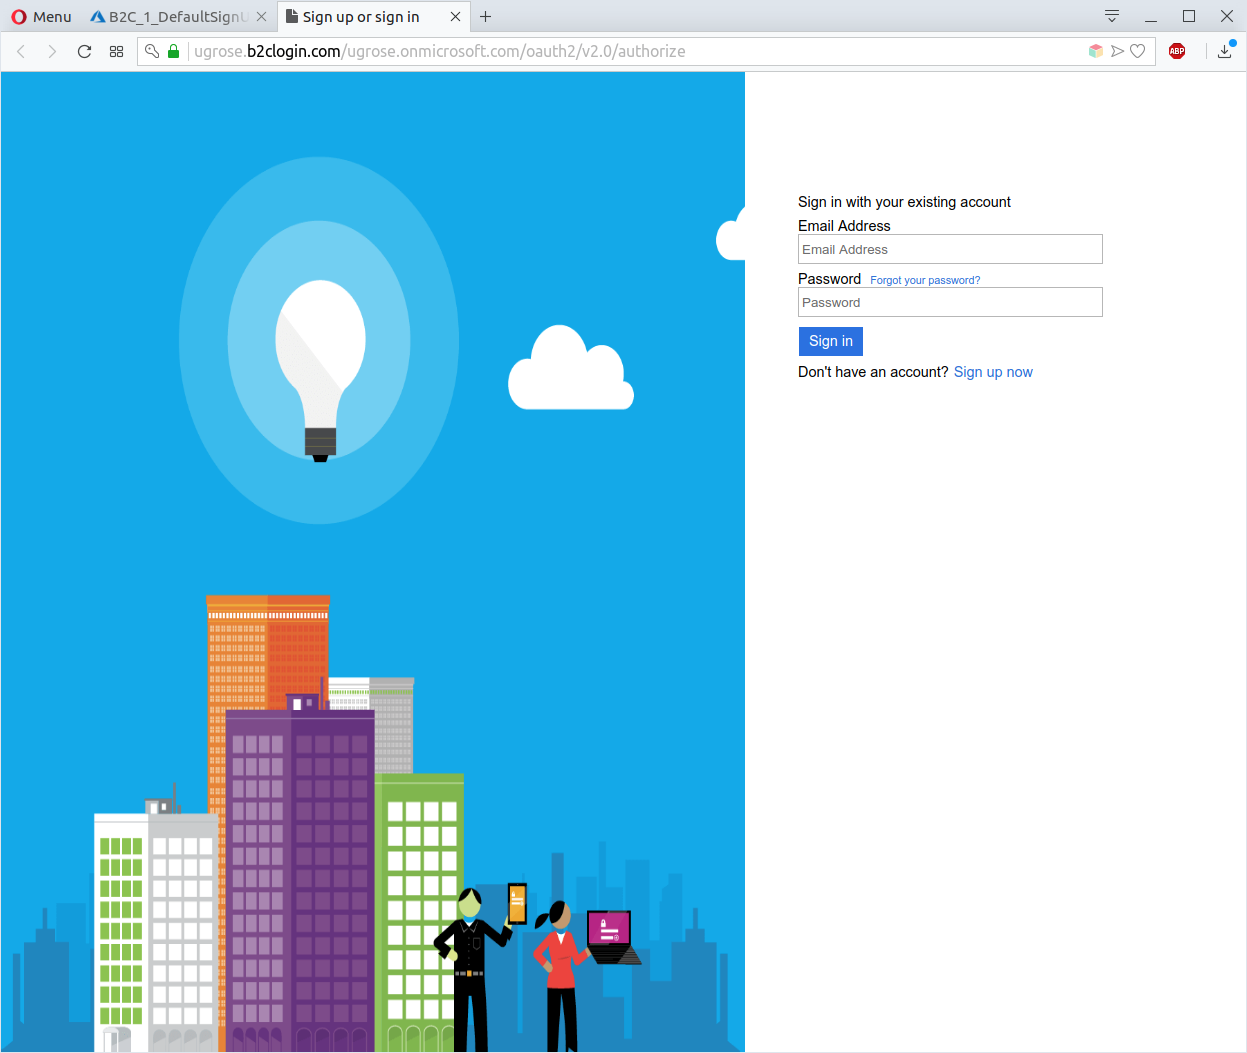 Menu
B2C_1_DefaultSignU
Sign up or sign in
ugrose.b2clogin.com/ugrose.onmicrosoft.com/oauth2/v2.0/authorize
ABP
Sign in with your existing account
Email Address
Email Address
Password Forgot your password?
Password
Sign in
Don't have an account? Sign up now